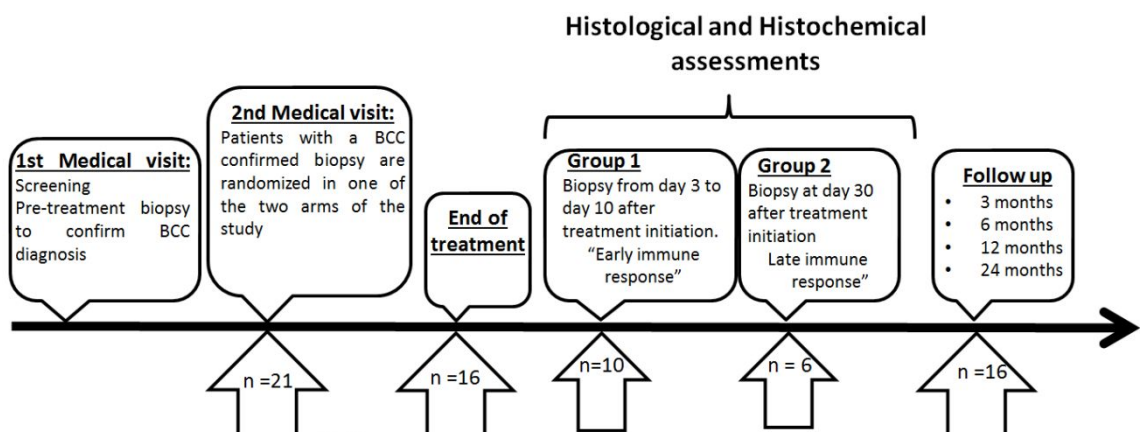 Histological and Histochemical
assessments
1st Medical visit:
Screening
Pre-treatment biopsy
to confirm BCC
diagnosis
2nd Medical visit:
Patients with a BCC
confirmed biopsy are
randomized in one of
the two arms of the
study
End of
treatment
Group 1
Biopsy from day 3 to
day 10 after
treatment initiation.
“Early immune
response”
Group 2
Biopsy at day 30
after treatment
initiation
Late immune
response”
Follow up
• 3 months
• 6 months
• 12 months
• 24 months
n =21
n =16
n=10
n = 6
n =16